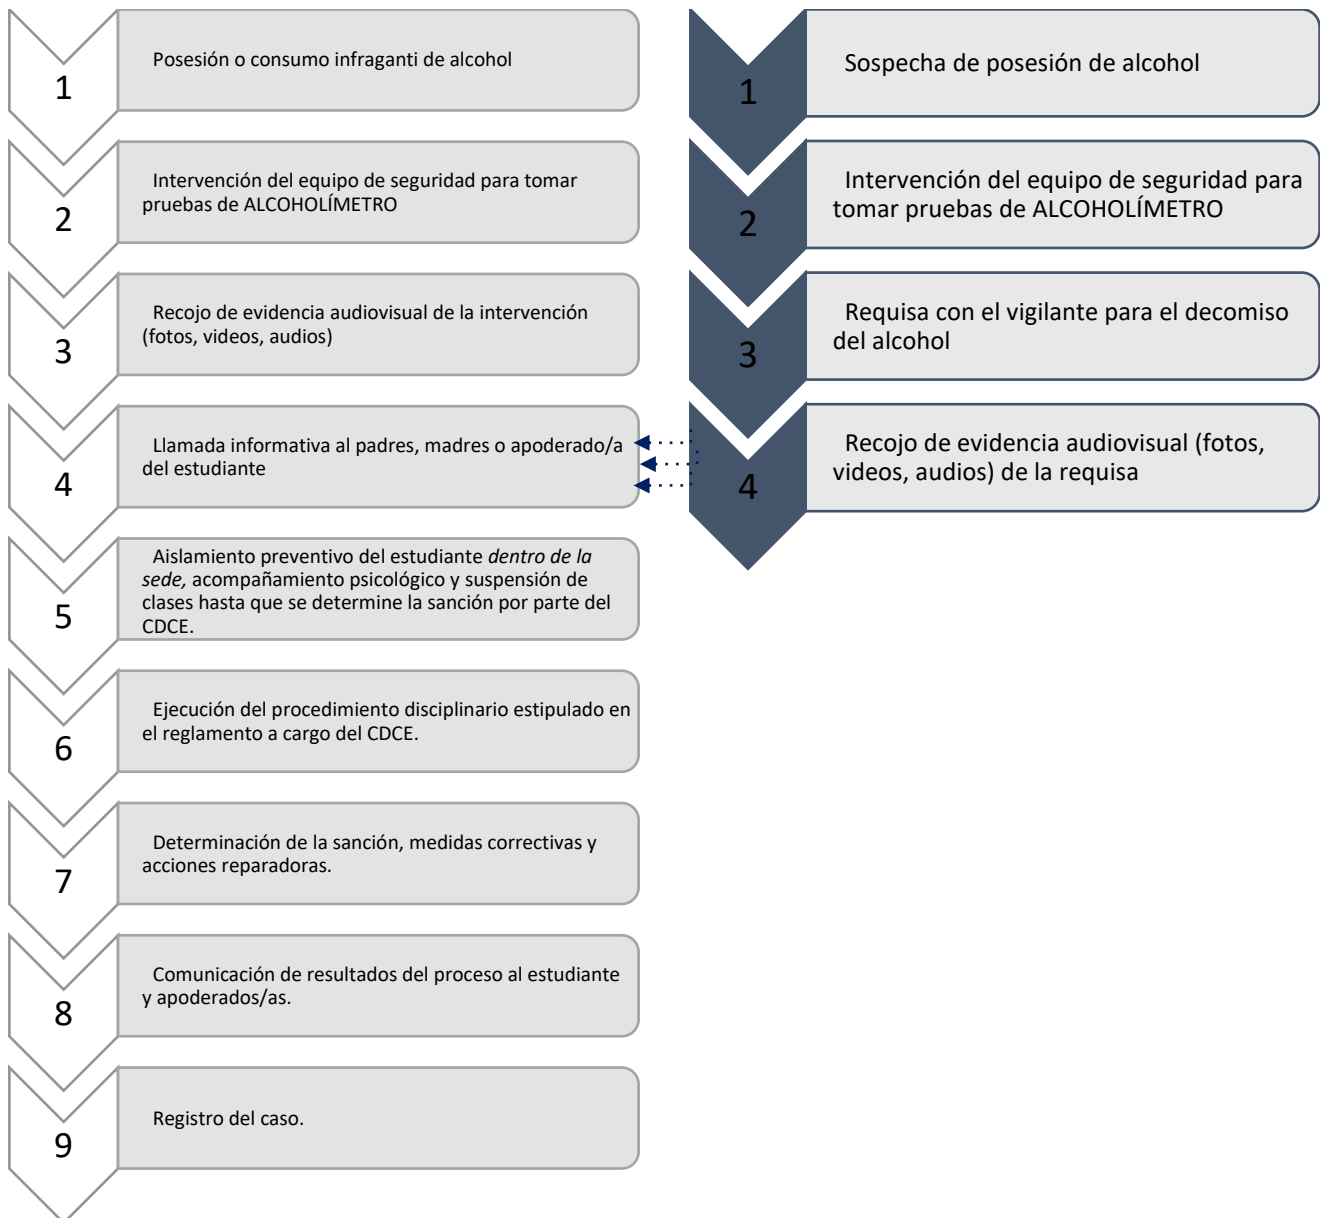 1
Posesión o consumo infraganti de alcohol
2
Intervención del equipo de seguridad para tomar
pruebas de ALCOHOLÍMETRO
3
Recojo de evidencia audiovisual de la intervención
(fotos, videos, audios)
4
Llamada informativa al padres, madres o apoderado/a
del estudiante
5
Aislamiento preventivo del estudiante dentro de la
sede, acompañamiento psicológico y suspensión de
clases hasta que se determine la sanción por parte del
CDCE.
6
Ejecución del procedimiento disciplinario estipulado en
el reglamento a cargo del CDCE.
7
Determinación de la sanción, medidas correctivas y
acciones reparadoras.
8
Comunicación de resultados del proceso al estudiante
y apoderados/as.
9
Registro del caso.
1
Sospecha de posesión de alcohol
2
Intervención del equipo de seguridad para
tomar pruebas de ALCOHOLÍMETRO
3
Requisa con el vigilante para el decomiso
del alcohol
4
Recojo de evidencia audiovisual (fotos,
videos, audios) de la requisa